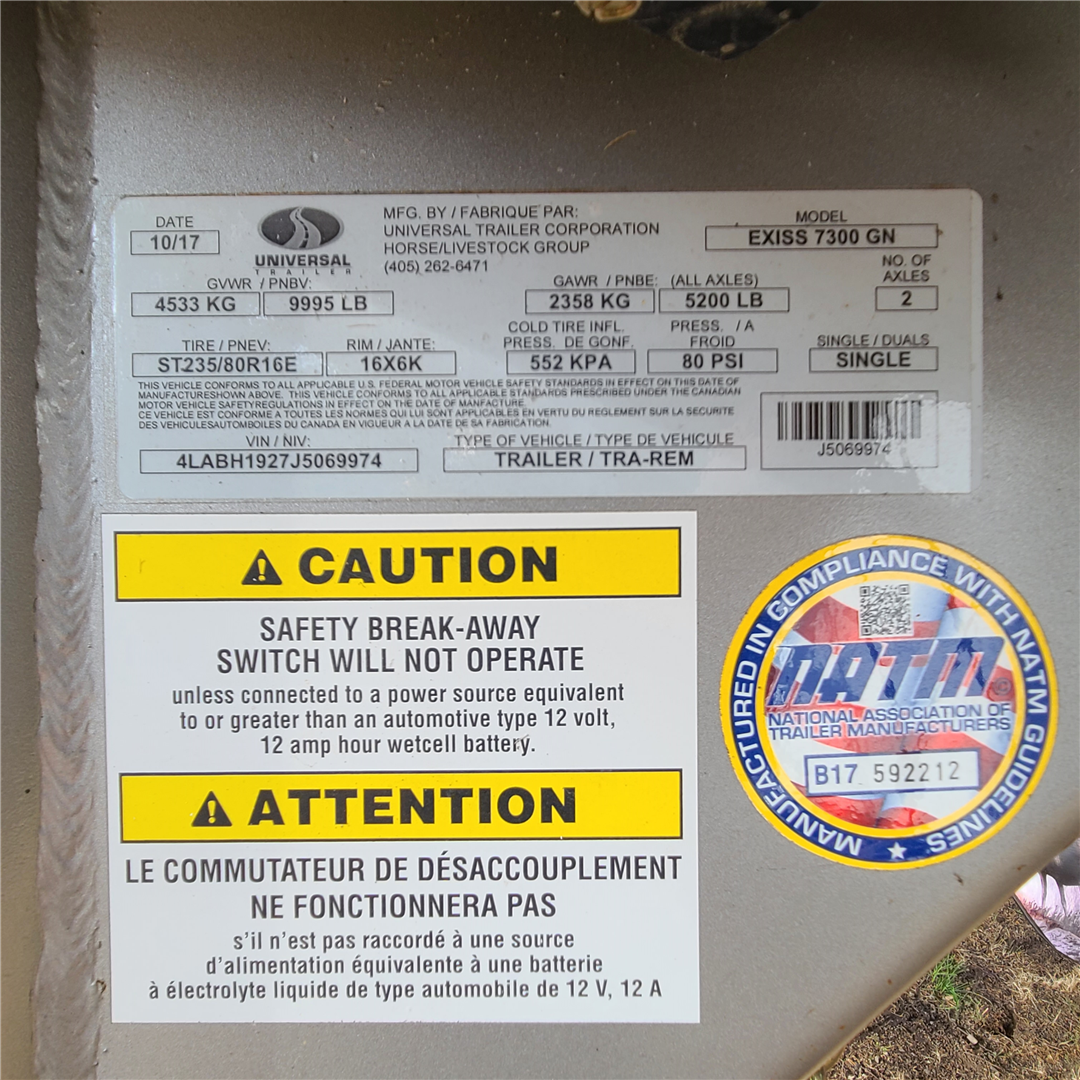 DATE
10/17
UNIVERSAL
TRAILER
MFG. BY / FABRIQUE PAR:
UNIVERSAL TRAILER CORPORATION
HORSE/LIVESTOCK GROUP
(405) 262-6471
MODEL
EXISS 7300 GN
GVWR / PNBV:
4533 KG 9995 LB
GAWR / PNBE: (ALL AXLES)
2358 KG 5200 LB
NO. OF
AXLES
2
TIRE / PNEV:
ST235/80R16E
RIM / JANTE:
16X6K
COLD TIRE INFL. PRESS. / A
PRESS. DE GONF. FROID
552 KPA 80 PSI
SINGLE / DUALS
SINGLE
THIS VEHICLE CONFORMS TO ALL APPLICABLE U.S. FEDERAL MOTOR VEHICLE SAFETY STANDARDS IN EFFECT ON THIS DATE OF
MANUFACTURESHOWN ABOVE. THIS VEHICLE CONFORMS TO ALL APPLICABLE STANDARDS PRESCRIBED UNDER THE CANADIAN
MOTOR VEHICLE SAFETYREGULATIONS IN EFFECT ON THE DATE OF MANFACTURE.
CE VEHICLE EST CONFORME A TOUTES LES NORMES QUI LUI SONT APPLICABLES EN VERTU DU REGLEMENT SUR LA SECURITE
DES VEHICULESAUTOMBOILES DU CANADA EN VIGUEUR A LA DATE DE SA FABRICATION.
VIN / NIV:
4LABH1927J5069974
TYPE OF VEHICLE / TYPE DE VEHICULE
TRAILER / TRA-REM
J5069974
CAUTION
SAFETY BREAK-AWAY
SWITCH WILL NOT OPERATE
unless connected to a power source equivalent
to or greater than an automotive type 12 volt,
12 amp hour wetcell battery.
ATTENTION
LE COMMUTATEUR DE DÉSACCOUPLEMENT
NE FONCTIONNERA PAS
s'il n'est pas raccordé à une source
d'alimentation équivalente à une batterie
à électrolyte liquide de type automobile de 12 V, 12 A
MANUFACTURED IN COMPLIANCE WITH NATM GUIDELINES
NATM©
NATIONAL ASSOCIATION OF
TRAILER MANUFACTURERS
B17 592212